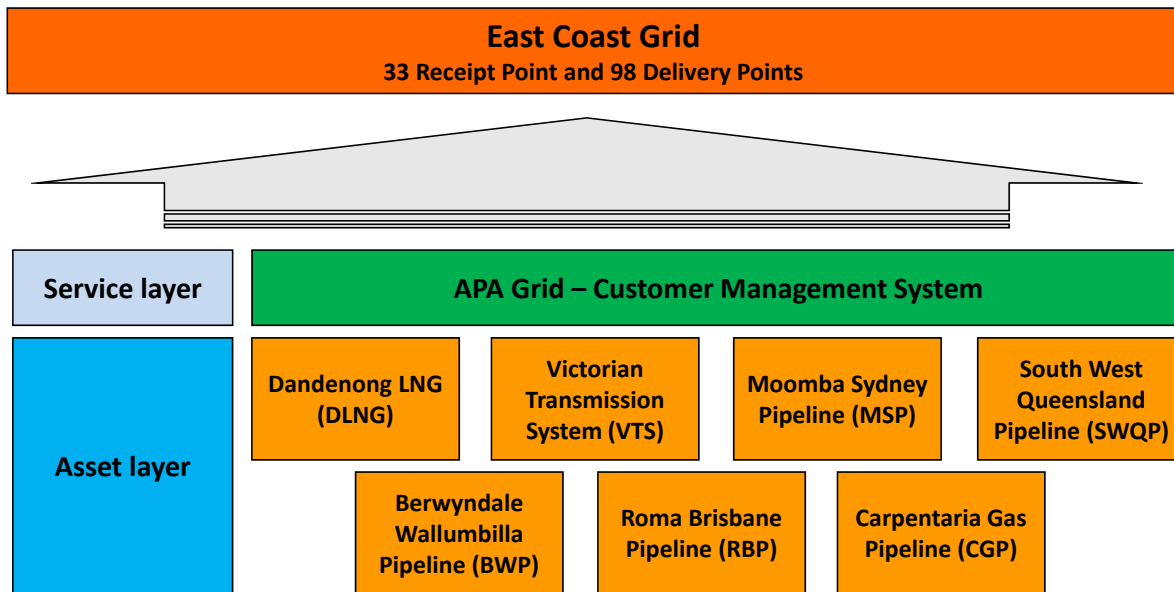 East Coast Grid
33 Receipt Point and 98 Delivery Points
Service layer
APA Grid – Customer Management System
Asset layer
Dandenong LNG
(DLNG)
Victorian
Transmission
System (VTS)
Moomba Sydney
Pipeline (MSP)
South West
Queensland
Pipeline (SWQP)
Berwyndale
Wallumbilla
Pipeline (BWP)
Roma Brisbane
Pipeline (RBP)
Carpentaria Gas
Pipeline (CGP)